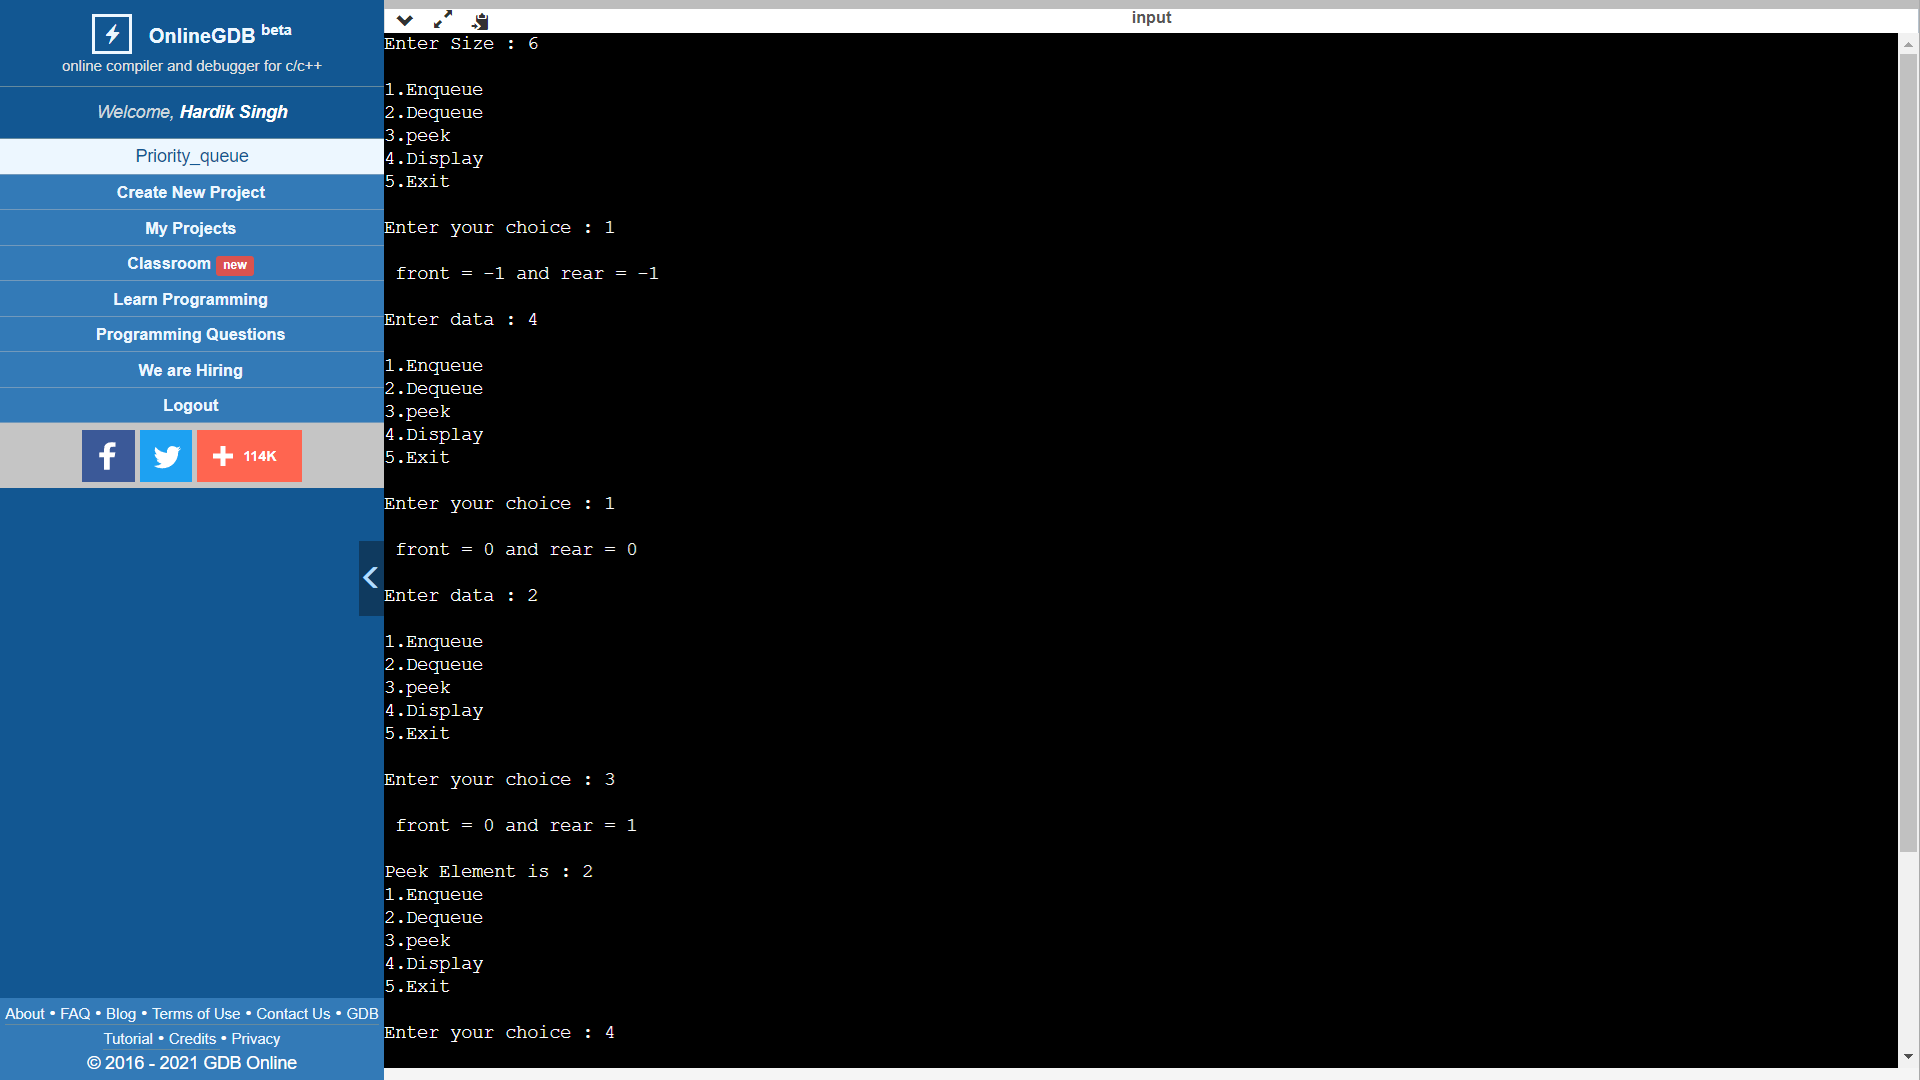 OnlineGDB beta
online compiler and debugger for c/c++
Welcome, Hardik Singh
Priority_queue
Create New Project
My Projects
Classroom new
Learn Programming
Programming Questions
We are Hiring
Logout
114K
About • FAQ • Blog • Terms of Use • Contact Us • GDB
Tutorial • Credits • Privacy
© 2016 - 2021 GDB Online
input
Enter Size : 6
1.Enqueue
2.Dequeue
3.peek
4.Display
5.Exit
Enter your choice : 1
front = -1 and rear = -1
Enter data : 4
1.Enqueue
2.Dequeue
3.peek
4.Display
5.Exit
Enter your choice : 1
front = 0 and rear = 0
Enter data : 2
1.Enqueue
2.Dequeue
3.peek
4.Display
5.Exit
Enter your choice : 3
front = 0 and rear = 1
Peek Element is : 2
1.Enqueue
2.Dequeue
3.peek
4.Display
5.Exit
Enter your choice : 4